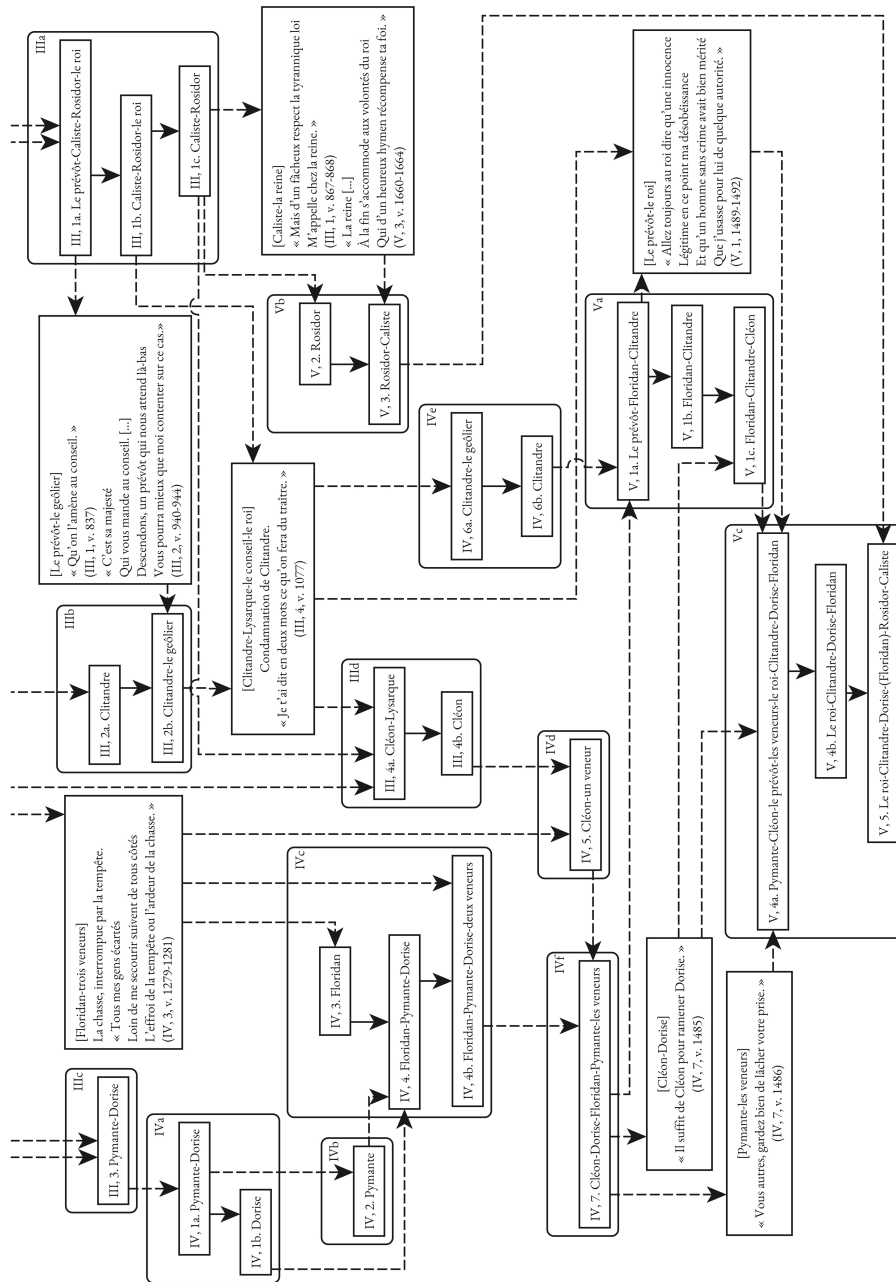 IIIa
III, 1a. Le prévôt-Caliste-Rosidor-le roi
III, 1b. Caliste-Rosidor-le roi
III, 1c. Caliste-Rosidor
[Caliste-la reine]
« Mais d'un fâcheux respect la tyrannique loi
M'appelle chez la reine. »
(III, 1, v. 867-868)
« La reine [...]
À la fin s'accommode aux volontés du roi
Qui d'un heureux hymen récompense ta foi. »
(V, 3, v. 1660-1664)
[Le prévôt-le geôlier]
« Qu'on l'amène au conseil. »
(III, 1, v. 837)
« C'est sa majesté
Qui vous mande au conseil. [...]
Descendons, un prévôt qui nous attend là-bas
Vous pourra mieux que moi contenter sur ce cas.»
(III, 2, v. 940-944)
Vb
V, 2. Rosidor
V, 3. Rosidor-Caliste
[Le prévôt-le roi]
« Allez toujours au roi dire qu'une innocence
Légitime en ce point ma désobéissance
Et qu'un homme sans crime avait bien mérité
Que j'usasse pour lui de quelque autorité. »
(V, 1, 1489-1492)
IIIb
III, 2a. Clitandre
III, 2b. Clitandre-le geôlier
[Clitandre-Lysarque-le conseil-le roi]
Condamnation de Clitandre.
« Je t'ai dit en deux mots ce qu'on fera du traître. »
(III, 4, v. 1077)
IVe
IV, 6a. Clitandre-le geôlier
IV, 6b. Clitandre
Va
V, 1a. Le prévôt-Floridan-Clitandre
V, 1b. Floridan-Clitandre
V, 1c. Floridan-Clitandre-Cléon
IIId
III, 4a. Cléon-Lysarque
III, 4b. Cléon
IVd
IV, 5. Cléon-un veneur
Vc
V, 4a. Pymante-Cléon-le prévôt-les veneurs-le roi-Clitandre-Dorise-Floridan
V, 4b. Le roi-Clitandre-Dorise-Floridan
V, 5. Le roi-Clitandre-Dorise-(Floridan)-Rosidor-Caliste
[Floridan-trois veneurs]
La chasse, interrompue par la tempête.
« Tous mes gens écartés
Loin de me secourir suivent de tous côtés
L'effroi de la tempête ou l'ardeur de la chasse. »
(IV, 3, v. 1279-1281)
IVc
IV, 3. Floridan
IV, 4. Floridan-Pymante-Dorise
IV, 4b. Floridan-Pymante-Dorise-deux veneurs
IVf
IV, 7. Cléon-Dorise-Floridan-Pymante-les veneurs
[Cléon-Dorise]
« Il suffit de Cléon pour ramener Dorise. »
(IV, 7, v. 1485)
[Pymante-les veneurs]
« Vous autres, gardez bien de lâcher votre prise. »
(IV, 7, v. 1486)
IIIc
III, 3. Pymante-Dorise
IVa
IV, 1a. Pymante-Dorise
IV, 1b. Dorise
IVb
IV, 2. Pymante